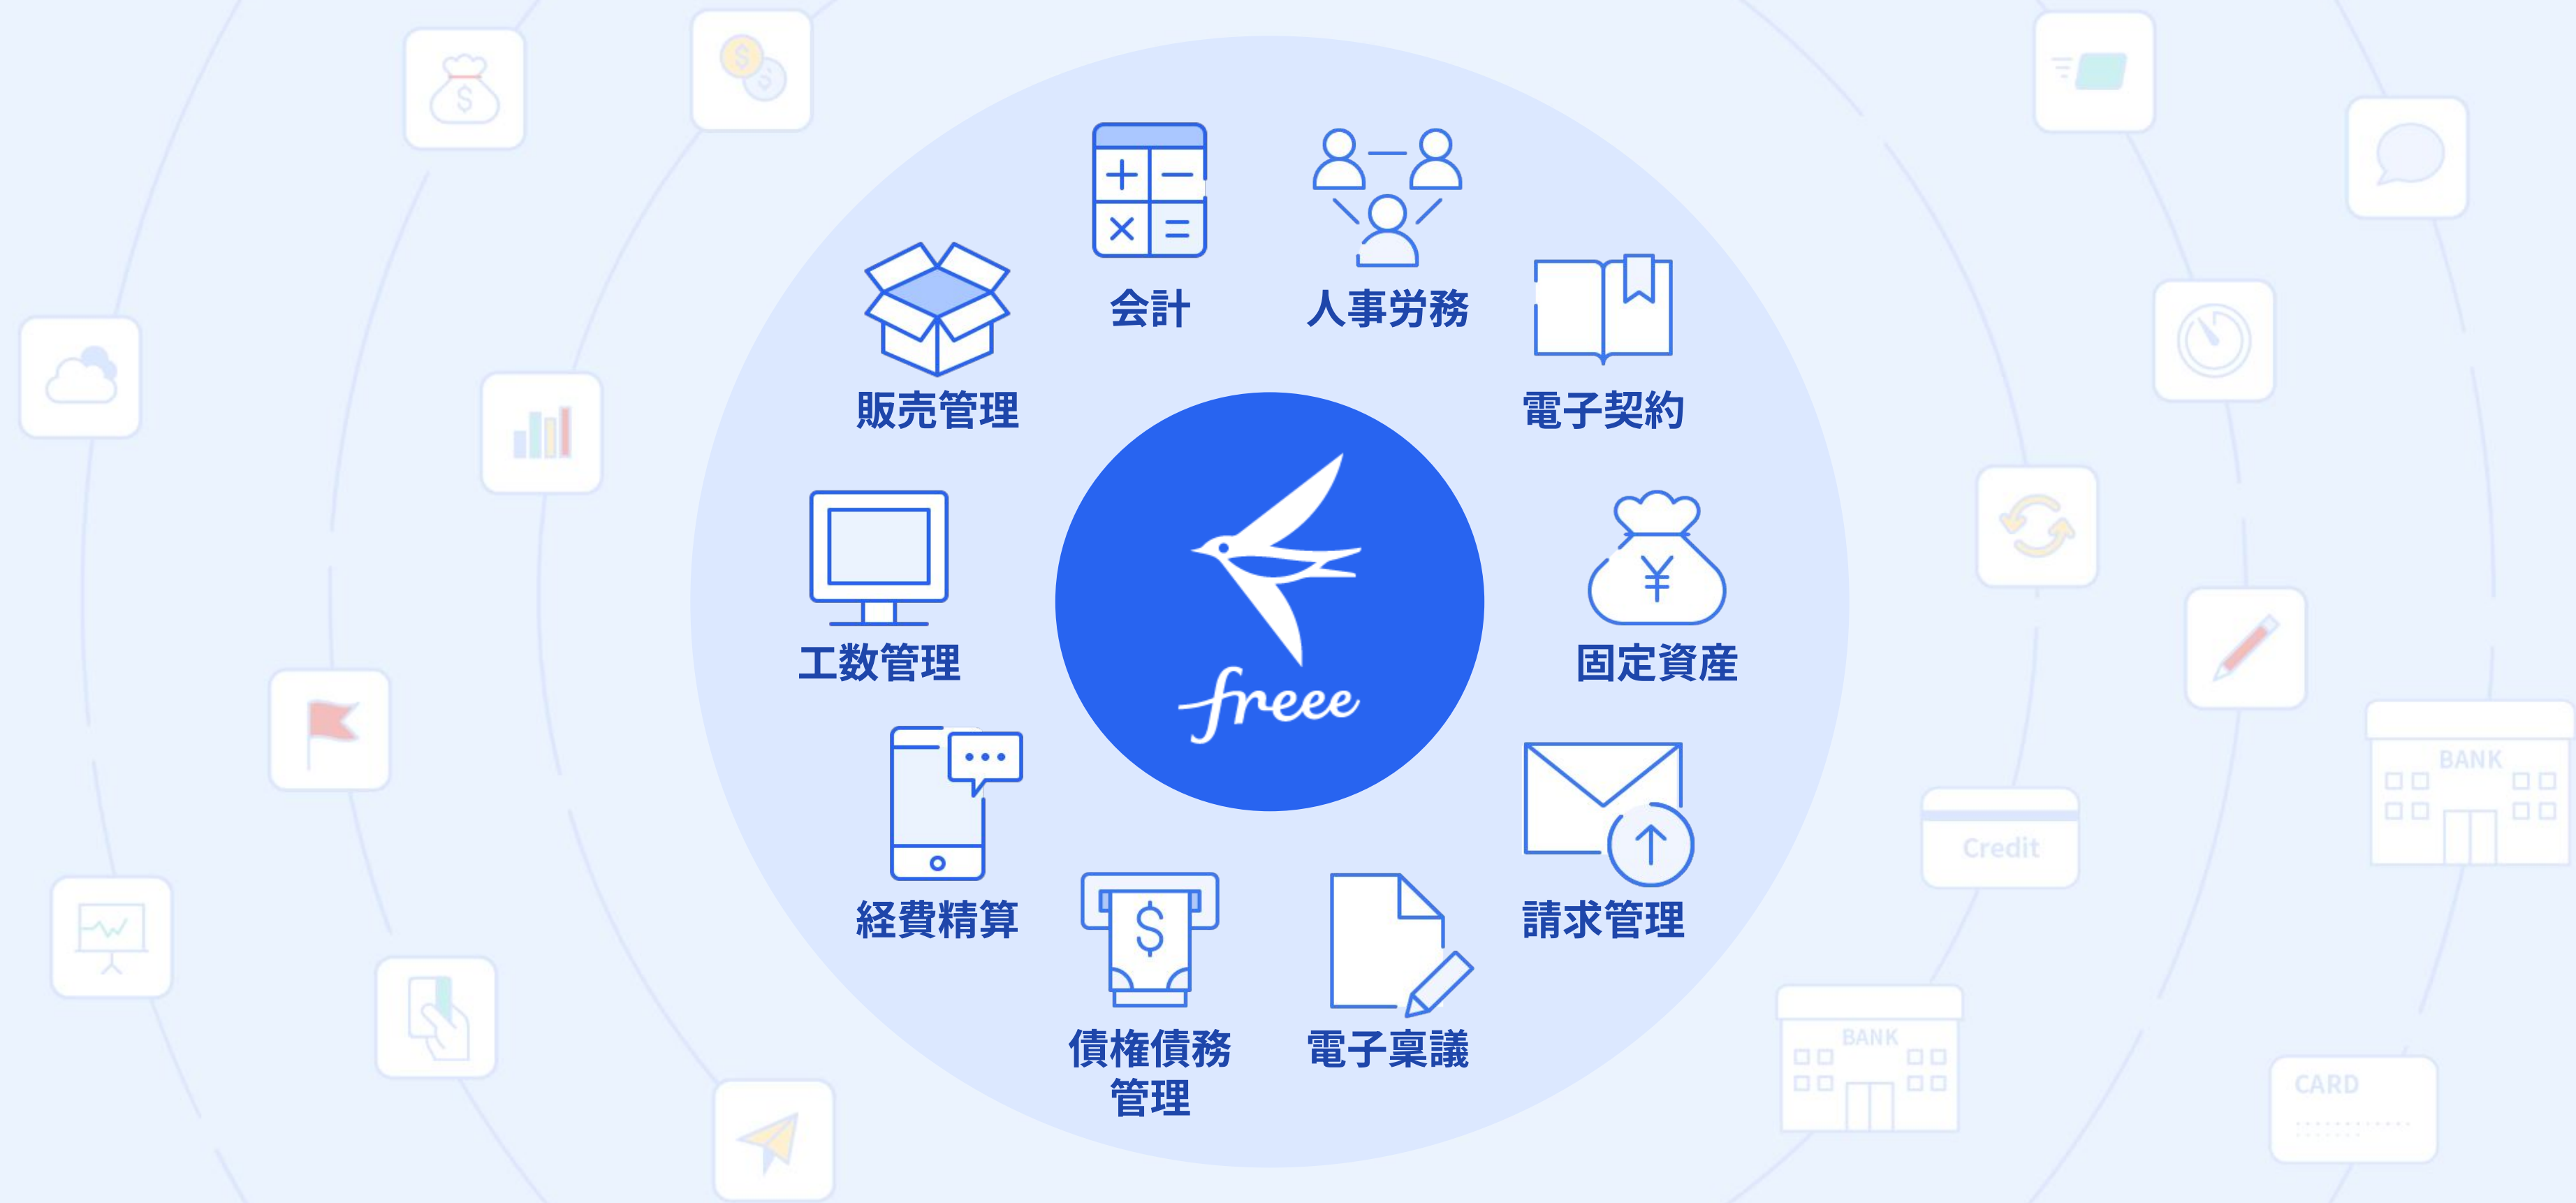 会計
人事労務
販売管理
電子契約
工数管理
freee
固定資産
経費精算
請求管理
債権債務
管理
電子稟議
BANK
Credit
BANK
CARD